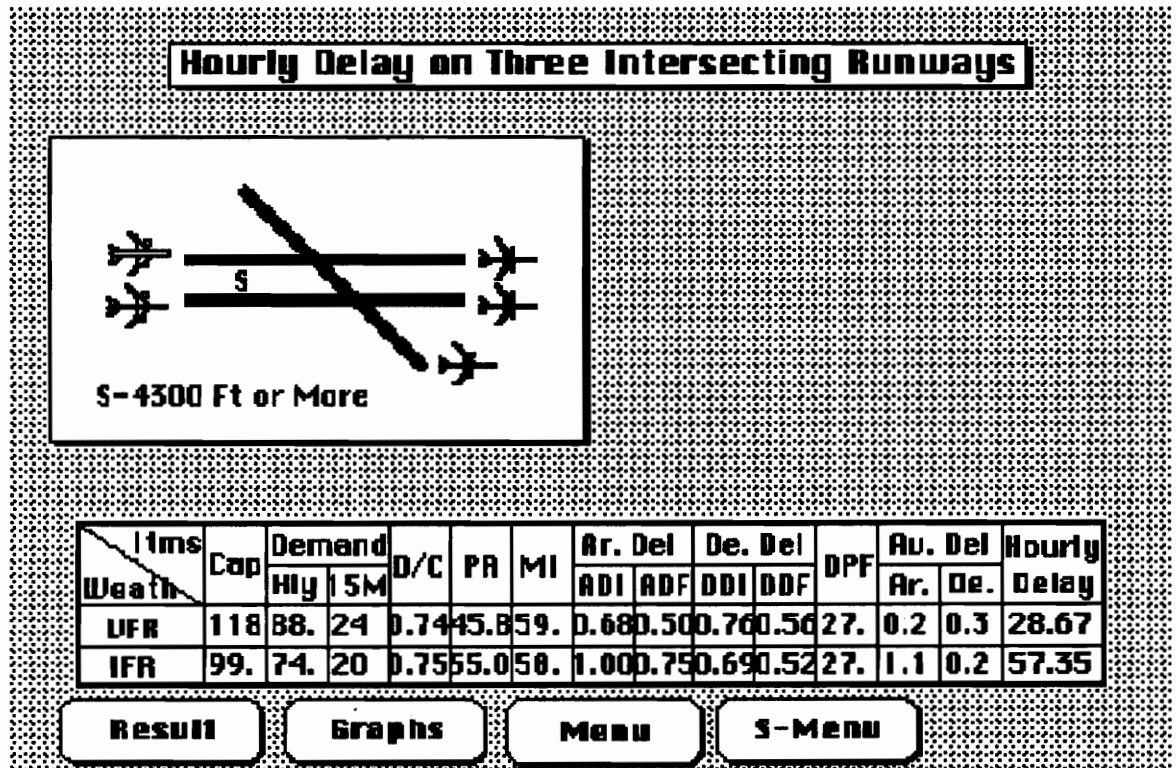 Hourly Delay on Three Intersecting Runways
S
S-4300 Ft or More
Itms Cap Demand D/C PA MI Ar. Del De. Del DPF Av. Del Hourly Delay
Weath Hly 15M ADI ADF DDI DDF Ar. De.
VFR 118 88. 24 0.74 45.8 59. 0.68 0.50 0.76 0.56 27. 0.2 0.3 28.67
IFR 99. 74. 20 0.75 55.0 58. 1.00 0.75 0.69 0.52 27. 1.1 0.2 57.35
Result Graphs Menu S-Menu